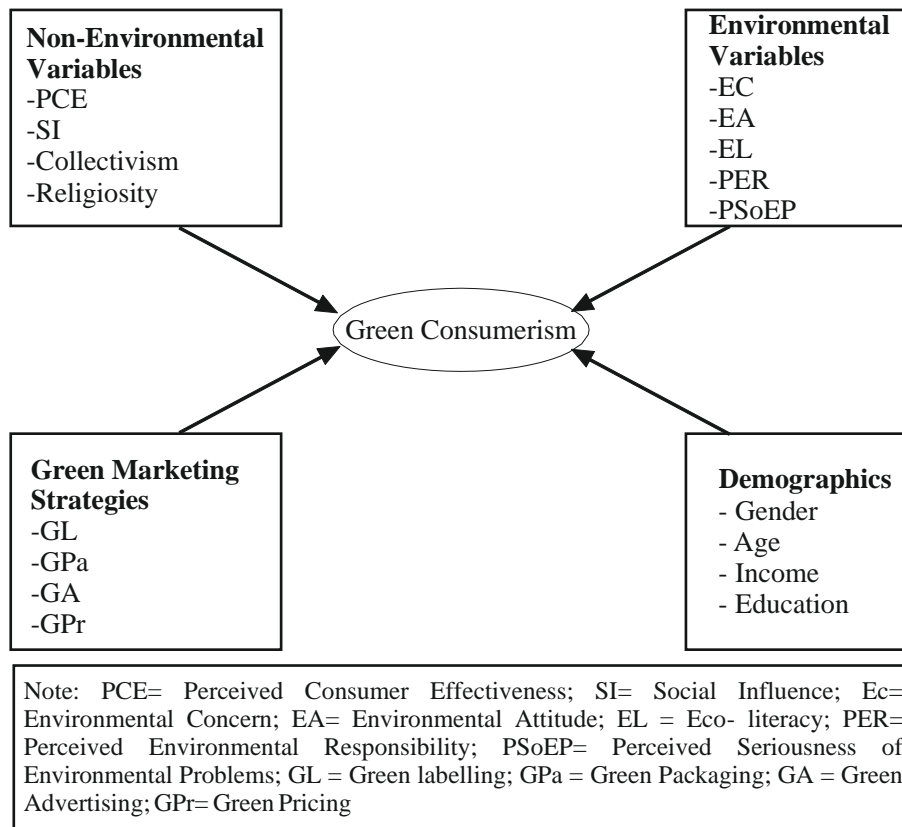 Non-Environmental
Variables
-PCE
-SI
-Collectivism
-Religiosity
Environmental
Variables
-EC
-EA
-EL
-PER
-PSoEP
Green Consumerism
Green Marketing
Strategies
-GL
-GPa
-GA
-GPr
Demographics
- Gender
- Age
- Income
- Education
Note: PCE= Perceived Consumer Effectiveness; SI= Social Influence; Ec=
Environmental Concern; EA= Environmental Attitude; EL = Eco- literacy; PER=
Perceived Environmental Responsibility; PSoEP= Perceived Seriousness of
Environmental Problems; GL = Green labelling; GPa = Green Packaging; GA = Green
Advertising; GPr= Green Pricing